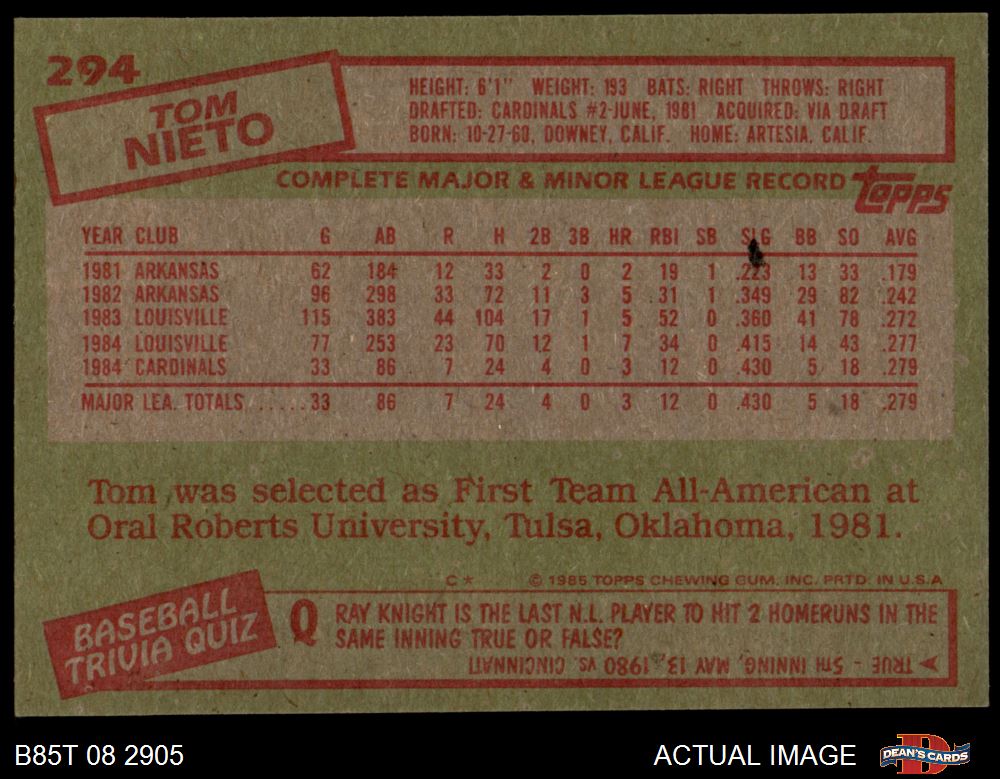 294
TOM
NIETO
HEIGHT: 6'1" WEIGHT: 193 BATS: RIGHT THROWS: RIGHT
DRAFTED: CARDINALS #2-JUNE, 1981 ACQUIRED: VIA DRAFT
BORN: 10-27-60, DOWNEY, CALIF. HOME: ARTESIA, CALIF.
COMPLETE MAJOR & MINOR LEAGUE RECORD topps
YEAR CLUB G AB R H 2B 3B HR RBI SB SLG BB SO AVG
1981 ARKANSAS 62 184 12 33 2 0 2 19 1 .223 13 33 .179
1982 ARKANSAS 96 298 33 72 11 3 5 31 1 .349 29 82 .242
1983 LOUISVILLE 115 383 44 104 17 1 5 52 0 .360 41 78 .272
1984 LOUISVILLE 77 253 23 70 12 1 7 34 0 .415 14 43 .277
1984 CARDINALS 33 86 7 24 4 0 3 12 0 .430 5 18 .279
MAJOR LEA. TOTALS .....33 86 7 24 4 0 3 12 0 .430 5 18 .279
Tom was selected as First Team All-American at
Oral Roberts University, Tulsa, Oklahoma, 1981.
C* © 1985 TOPPS CHEWING GUM, INC. PRTD. IN U.S.A
BASEBALL
TRIVIA QUIZ
Q RAY KNIGHT IS THE LAST N.L. PLAYER TO HIT 2 HOMERUNS IN THE
SAME INNING TRUE OR FALSE?
TRUE - 5TH INNING, MAY 13, 1980 vs. CINCINNATI
B85T 08 2905
ACTUAL IMAGE
D
DEAN'S CARDS